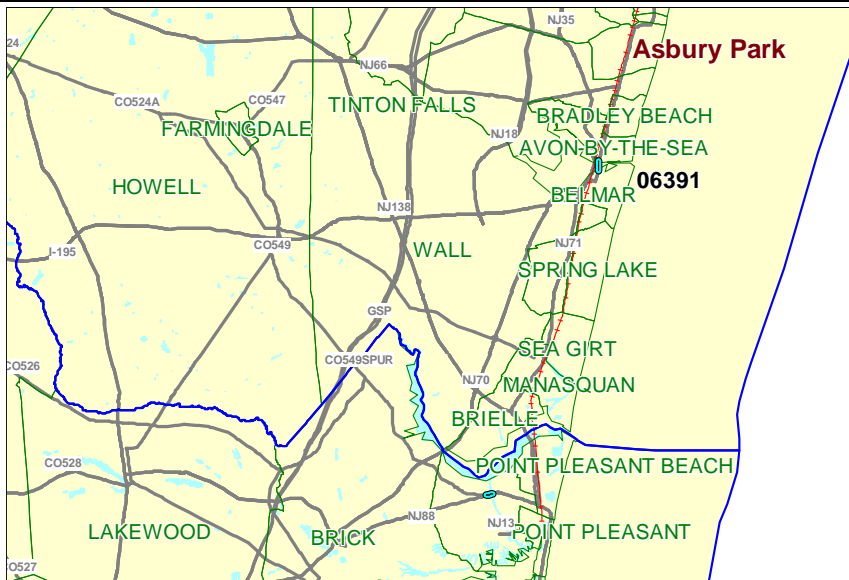 NJ35
24
Asbury Park
NJ66
CO524A
CO547
TINTON FALLS
BRADLEY BEACH
FARMINGDALE
NJ18
AVON-BY-THE-SEA
06391
HOWELL
BELMAR
NJ138
CO549
NJ71
I-195
WALL
SPRING LAKE
GSP
SEA GIRT
CO549SPUR
CO526
NJ70
MANASQUAN
BRIELLE
CO528
POINT PLEASANT BEACH
NJ88
NJ13
LAKEWOOD
BRICK
POINT PLEASANT
CO527